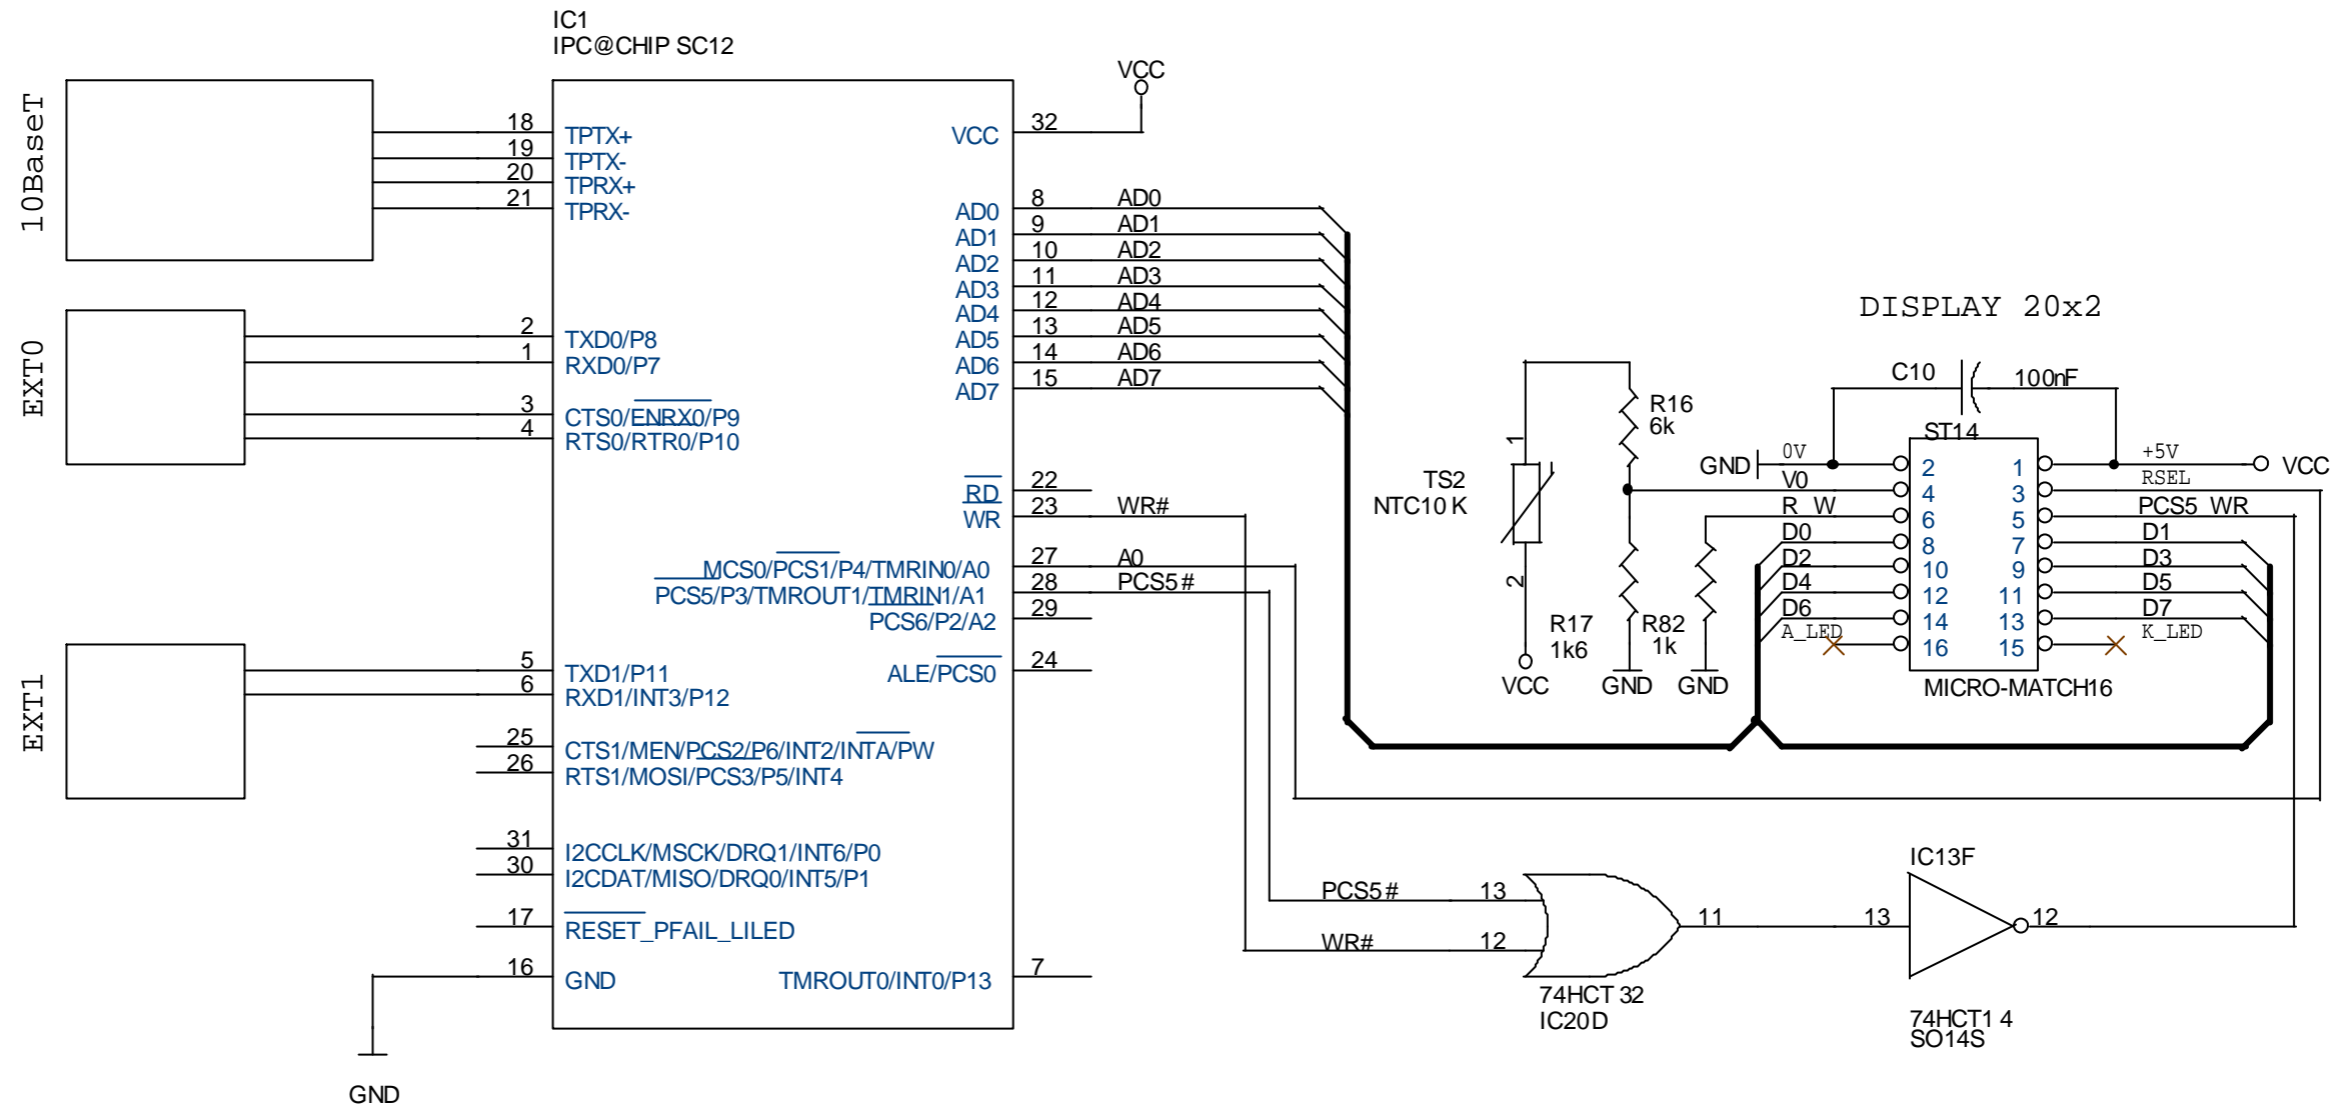 IC1
IPC@CHIP SC12
10BaseT
EXT0
EXT1
18 TPTX+
19 TPTX-
20 TPRX+
21 TPRX-
2 TXD0/P8
1 RXD0/P7
3 CTS0/ENRX0/P9
4 RTS0/RTR0/P10
5 TXD1/P11
6 RXD1/INT3/P12
25 CTS1/MEN/PCS2/P6/INT2/INTA/PW
26 RTS1/MOSI/PCS3/P5/INT4
31 I2CCLK/MSCK/DRQ1/INT6/P0
30 I2CDAT/MISO/DRQ0/INT5/P1
17 RESET_PFAIL_LILED
16 GND
GND
VCC
VCC 32
AD0 8 AD0
AD1 9 AD1
AD2 10 AD2
AD3 11 AD3
AD4 12 AD4
AD5 13 AD5
AD6 14 AD6
AD7 15 AD7
RD 22
WR 23 WR#
MCS0/PCS1/P4/TMRIN0/A0 27 A0
PCS5/P3/TMROUT1/TMRIN1/A1 28 PCS5#
PCS6/P2/A2 29
ALE/PCS0 24
TMROUT0/INT0/P13 7
DISPLAY 20x2
C10 100nF
R16
6k
TS2
NTC10 K
1
2
VCC
R17
1k6
GND
R82
1k
GND
ST14
GND 0V 2 1 +5V VCC
V0 4 3 RSEL
R W 6 5 PCS5 WR
D0 8 7 D1
D2 10 9 D3
D4 12 11 D5
D6 14 13 D7
A_LED 16 15 K_LED
MICRO-MATCH16
PCS5# 13
WR# 12
11
74HCT 32
IC20D
IC13F
13 12
74HCT1 4
SO14S